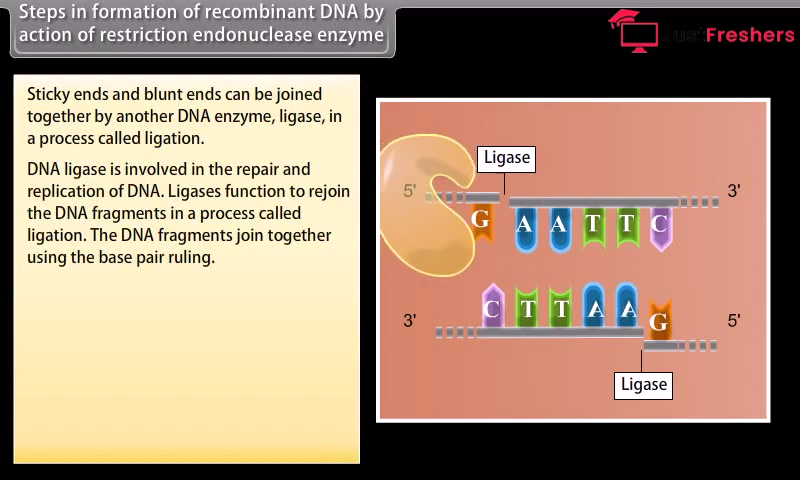 Steps in formation of recombinant DNA by
action of restriction endonuclease enzyme
JustFreshers
Sticky ends and blunt ends can be joined
together by another DNA enzyme, ligase, in
a process called ligation.
DNA ligase is involved in the repair and
replication of DNA. Ligases function to rejoin
the DNA fragments in a process called
ligation. The DNA fragments join together
using the base pair ruling.
Ligase
5' 3'
G A A T T C
C T T A A G
3' 5'
Ligase